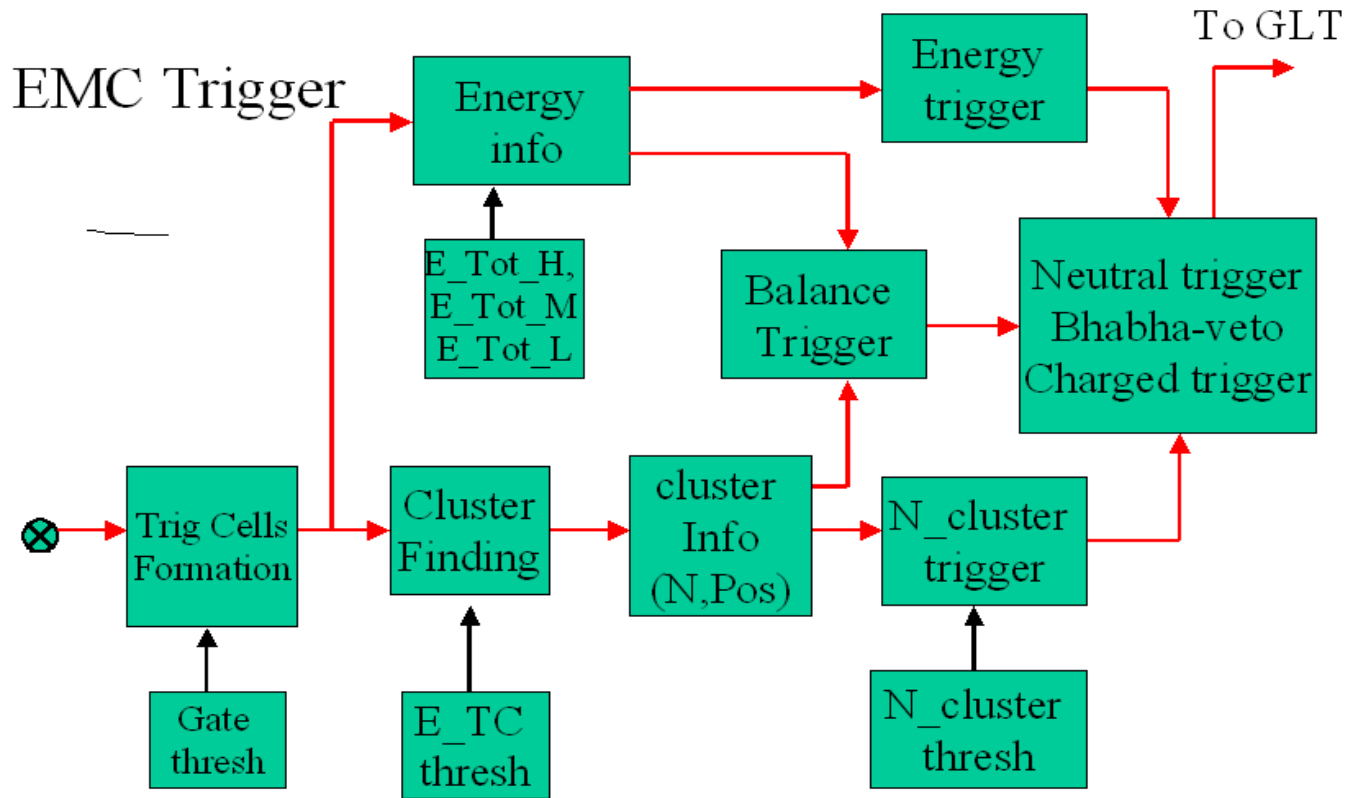 To GLT
EMC Trigger
Energy
info
Energy
trigger
E_Tot_H,
E_Tot_M
E_Tot_L
Balance
Trigger
Neutral trigger
Bhabha-veto
Charged trigger
Trig Cells
Formation
Cluster
Finding
cluster
Info
(N,Pos)
N_cluster
trigger
Gate
thresh
E_TC
thresh
N_cluster
thresh